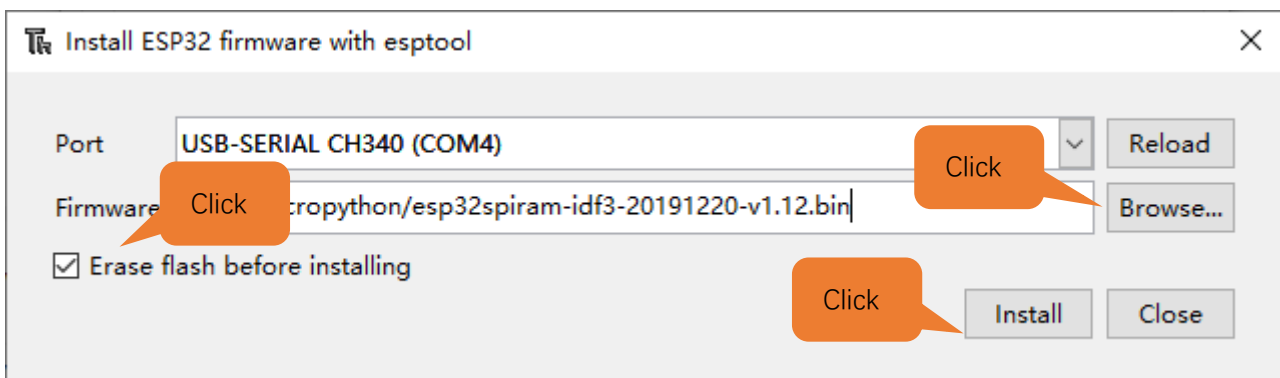 Install ESP32 firmware with esptool
Port USB-SERIAL CH340 (COM4) Reload
Click
Firmware Click cropython/esp32spiram-idf3-20191220-v1.12.bin Browse...
Erase flash before installing
Click
Install Close